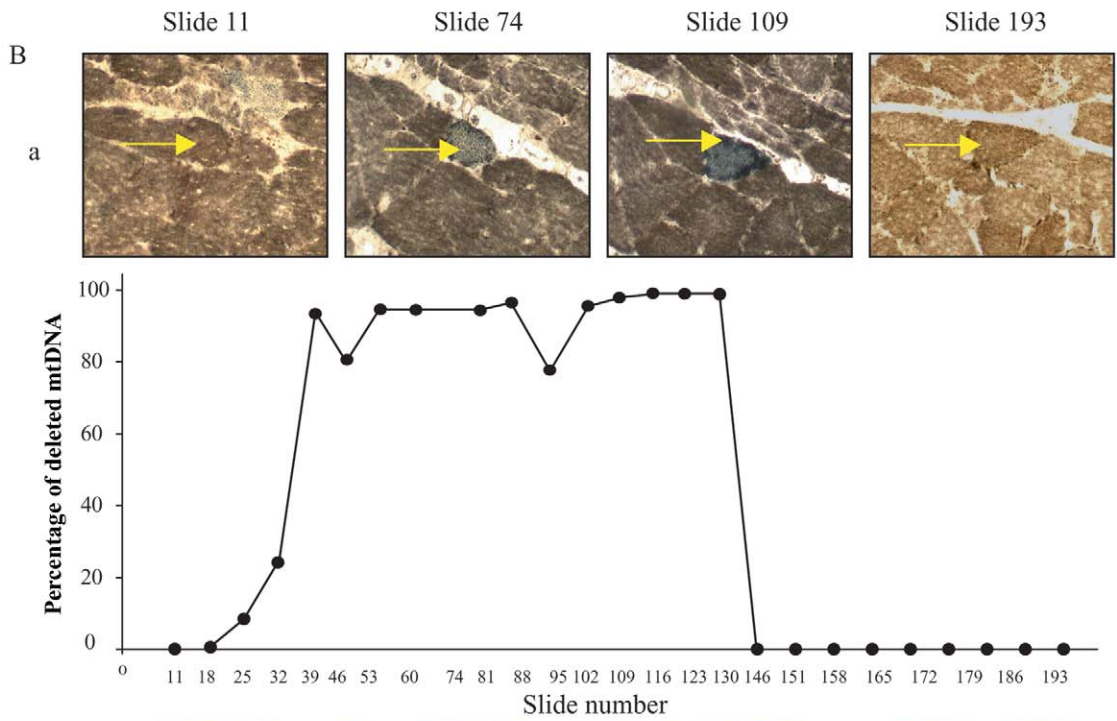 Slide 11 Slide 74 Slide 109 Slide 193
B
a
100
80
60
40
20
0
Percentage of deleted mtDNA
0 11 18 25 32 39 46 53 60 74 81 88 95 102 109 116 123 130 146 151 158 165 172 179 186 193
Slide number